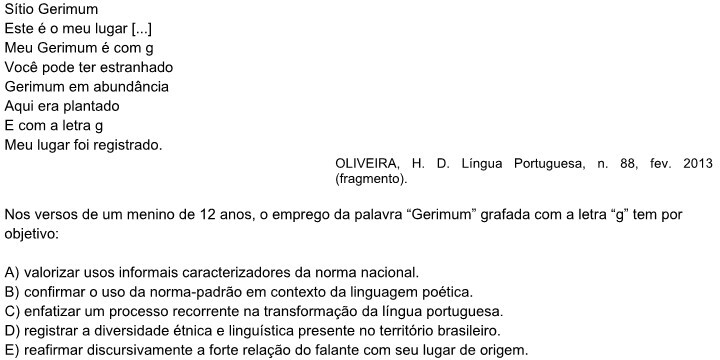 Sítio Gerimum
Este é o meu lugar [...]
Meu Gerimum é com g
Você pode ter estranhado
Gerimum em abundância
Aqui era plantado
E com a letra g
Meu lugar foi registrado.
OLIVEIRA, H. D. Língua Portuguesa, n. 88, fev. 2013
(fragmento).
Nos versos de um menino de 12 anos, o emprego da palavra “Gerimum” grafada com a letra “g” tem por
objetivo:
A) valorizar usos informais caracterizadores da norma nacional.
B) confirmar o uso da norma-padrão em contexto da linguagem poética.
C) enfatizar um processo recorrente na transformação da língua portuguesa.
D) registrar a diversidade étnica e linguística presente no território brasileiro.
E) reafirmar discursivamente a forte relação do falante com seu lugar de origem.